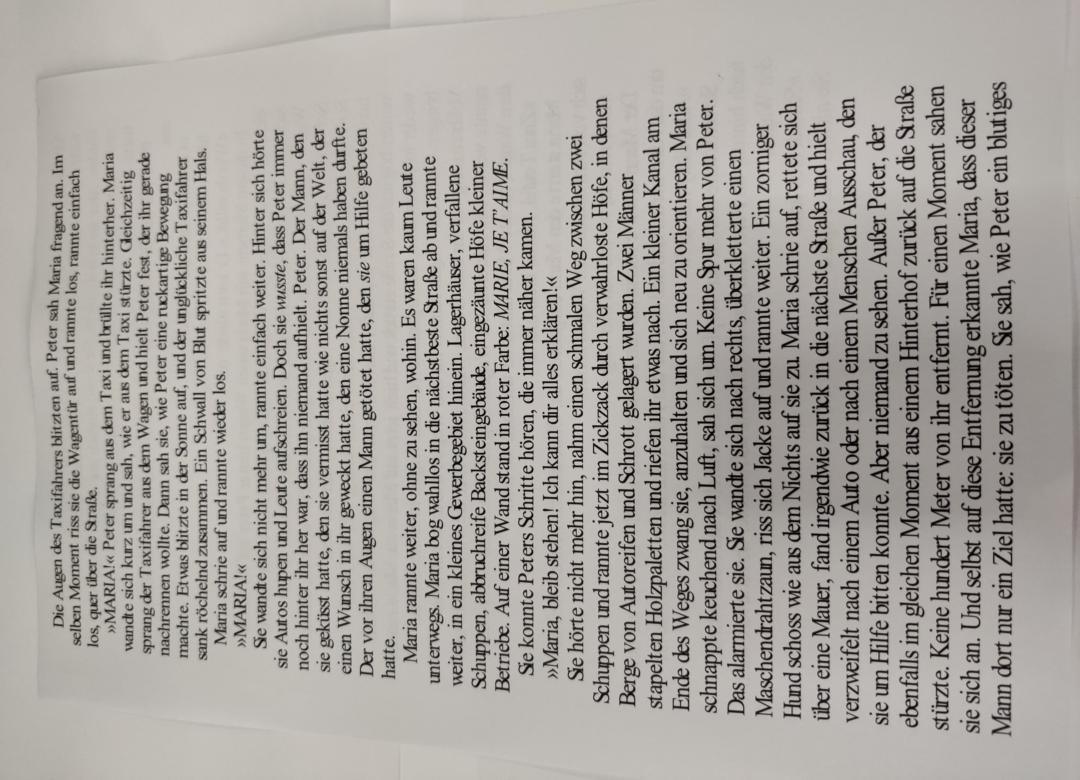 Die Augen des Taxifahrers blitzten auf. Peter sah Maria fragend an. Im
selben Moment riss sie die Wagentür auf und rannte los, rannte einfach
los, quer über die Straße.
»MARIA!« Peter sprang aus dem Taxi und brüllte ihr hinterher. Maria
wandte sich kurz um und sah, wie er aus dem Taxi stürzte. Gleichzeitig
sprang der Taxifahrer aus dem Wagen und hielt Peter fest, der ihr gerade
nachrennen wollte. Dann sah sie, wie Peter eine ruckartige Bewegung
machte. Etwas blitzte in der Sonne auf, und der unglückliche Taxifahrer
sank röchelnd zusammen. Ein Schwall von Blut spritzte aus seinem Hals.
Maria schrie auf und rannte wieder los.
»MARIA!«
Sie wandte sich nicht mehr um, rannte einfach weiter. Hinter sich hörte
sie Autos hupen und Leute aufschreien. Doch sie wusste, dass Peter immer
noch hinter ihr her war, dass ihn niemand aufhielt. Peter. Der Mann, den
sie geküsst hatte, den sie vermisst hatte wie nichts sonst auf der Welt, der
einen Wunsch in ihr geweckt hatte, den eine Nonne niemals haben durfte.
Der vor ihren Augen einen Mann getötet hatte, den sie um Hilfe gebeten
hatte.
Maria rannte weiter, ohne zu sehen, wohin. Es waren kaum Leute
unterwegs. Maria bog wahllos in die nächstbeste Straße ab und rannte
weiter, in ein kleines Gewerbegebiet hinein. Lagerhäuser, verfallene
Schuppen, abbruchreife Backsteingebäude, eingezäunte Höfe kleiner
Betriebe. Auf einer Wand stand in roter Farbe: MARIE, JE T'AIME.
Sie konnte Peters Schritte hören, die immer näher kamen.
»Maria, bleib stehen! Ich kann dir alles erklären!«
Sie hörte nicht mehr hin, nahm einen schmalen Weg zwischen zwei
Schuppen und rannte jetzt im Zickzack durch verwahrloste Höfe, in denen
Berge von Autoreifen und Schrott gelagert wurden. Zwei Männer
stapelten Holzpaletten und riefen ihr etwas nach. Ein kleiner Kanal am
Ende des Weges zwang sie, anzuhalten und sich neu zu orientieren. Maria
schnappte keuchend nach Luft, sah sich um. Keine Spur mehr von Peter.
Das alarmierte sie. Sie wandte sich nach rechts, überkletterte einen
Maschendrahtzaun, riss sich Jacke auf und rannte weiter. Ein zorniger
Hund schoss wie aus dem Nichts auf sie zu. Maria schrie auf, rettete sich
über eine Mauer, fand irgendwie zurück in die nächste Straße und hielt
verzweifelt nach einem Auto oder nach einem Menschen Ausschau, den
sie um Hilfe bitten konnte. Aber niemand zu sehen. Außer Peter, der
ebenfalls im gleichen Moment aus einem Hinterhof zurück auf die Straße
stürzte. Keine hundert Meter von ihr entfernt. Für einen Moment sahen
sie sich an. Und selbst auf diese Entfernung erkannte Maria, dass dieser
Mann dort nur ein Ziel hatte: sie zu töten. Sie sah, wie Peter ein blutiges